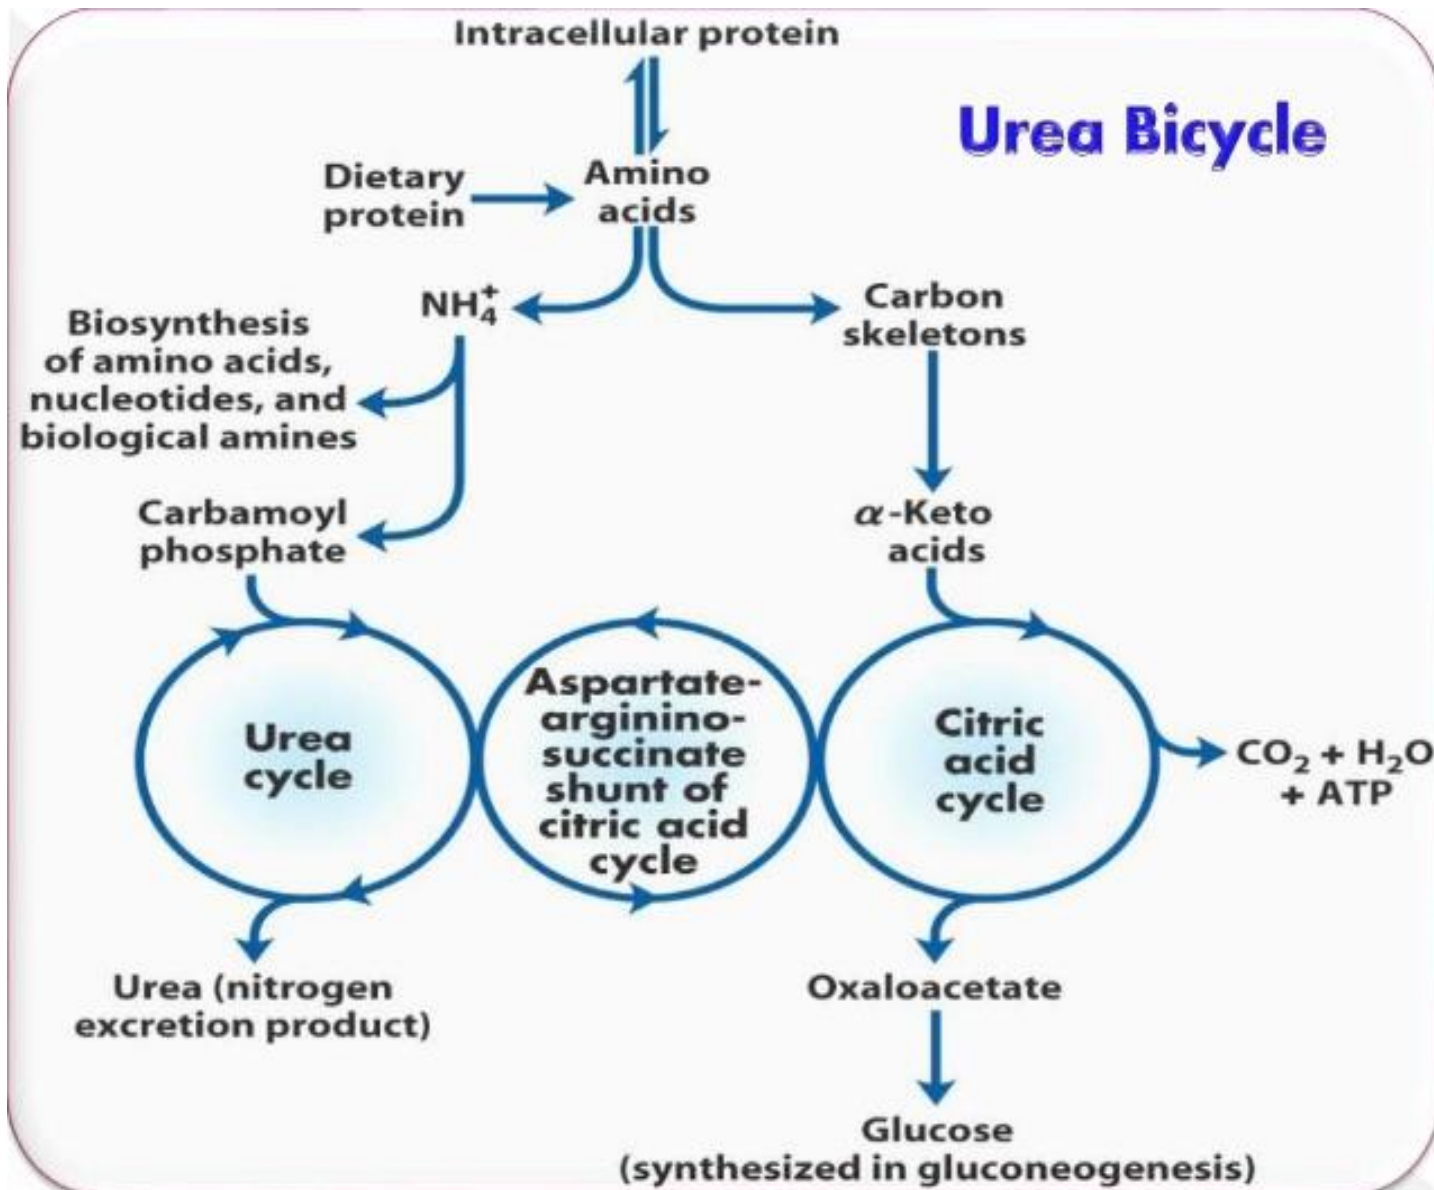 Intracellular protein
Urea Bicycle
Dietary
protein
Amino
acids
NH₄⁺
Carbon
skeletons
Biosynthesis
of amino acids,
nucleotides, and
biological amines
Carbamoyl
phosphate
α-Keto
acids
Urea
cycle
Aspartate-
arginino-
succinate
shunt of
citric acid
cycle
Citric
acid
cycle
CO₂ + H₂O
+ ATP
Urea (nitrogen
excretion product)
Oxaloacetate
Glucose
(synthesized in gluconeogenesis)